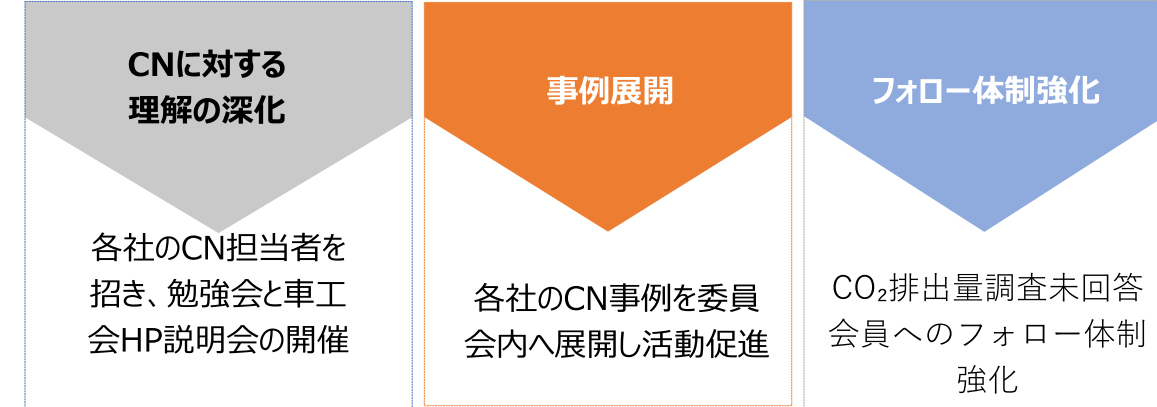 CNに対する
理解の深化
各社のCN担当者を
招き、勉強会と車工
会HP説明会の開催
事例展開
各社のCN事例を委員
会内へ展開し活動促進
フォロー体制強化
CO₂排出量調査未回答
会員へのフォロー体制
強化